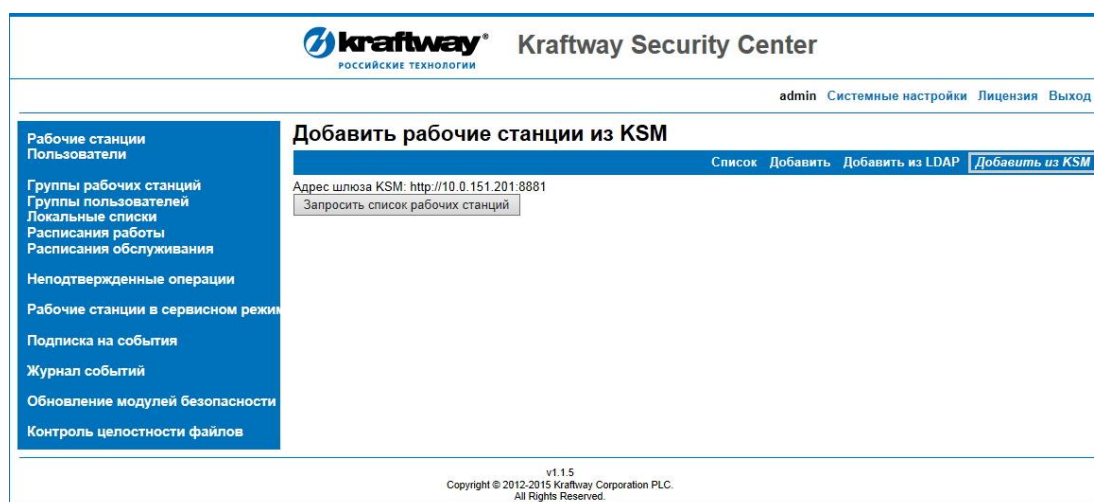 kraftway®
РОССИЙСКИЕ ТЕХНОЛОГИИ
Kraftway Security Center
admin Системные настройки Лицензия Выход
Рабочие станции
Пользователи
Группы рабочих станций
Группы пользователей
Локальные списки
Расписания работы
Расписания обслуживания
Неподтвержденные операции
Рабочие станции в сервисном режим
Подписка на события
Журнал событий
Обновление модулей безопасности
Контроль целостности файлов
Добавить рабочие станции из KSM
Список Добавить Добавить из LDAP Добавить из KSM
Адрес шлюза KSM: http://10.0.151.201:8881
Запросить список рабочих станций
v1.1.5
Copyright © 2012-2015 Kraftway Corporation PLC.
All Rights Reserved.